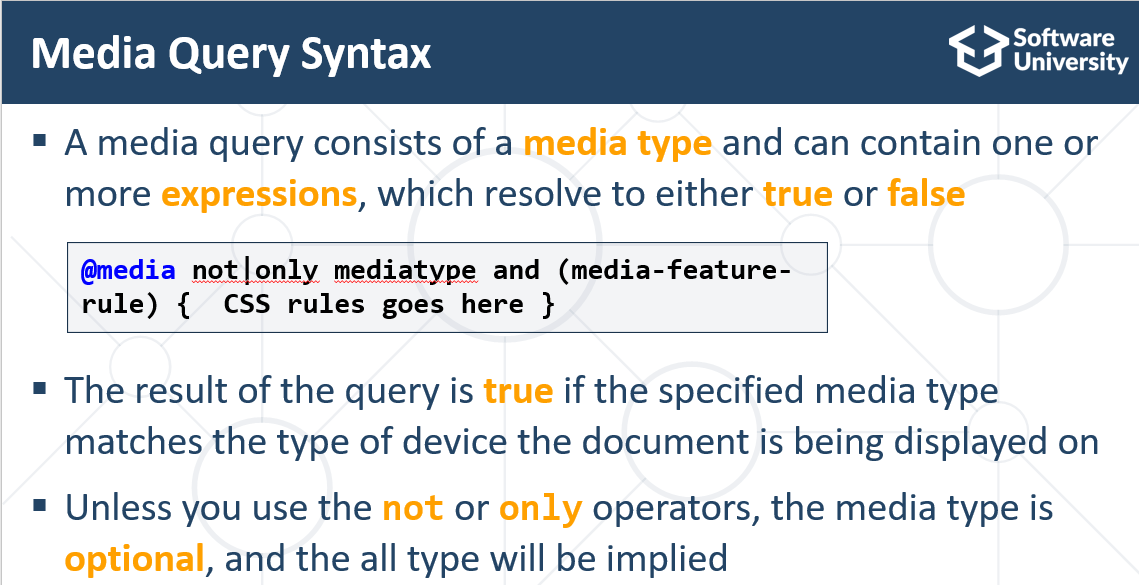 Media Query Syntax
Software
University
▪ A media query consists of a media type and can contain one or
more expressions, which resolve to either true or false
@media not|only mediatype and (media-feature-
rule) {  CSS rules goes here }
▪ The result of the query is true if the specified media type
matches the type of device the document is being displayed on
▪ Unless you use the not or only operators, the media type is
optional, and the all type will be implied